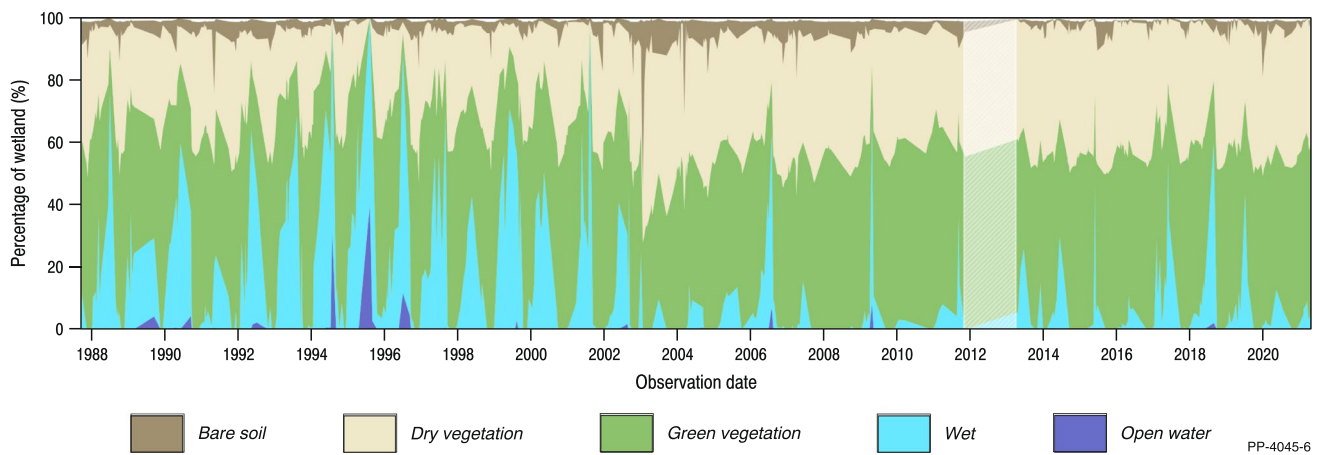 Percentage of wetland (%)
100
80
60
40
20
0
1988 1990 1992 1994 1996 1998 2000 2002 2004 2006 2008 2010 2012 2014 2016 2018 2020
Observation date
Bare soil Dry vegetation Green vegetation Wet Open water
PP-4045-6